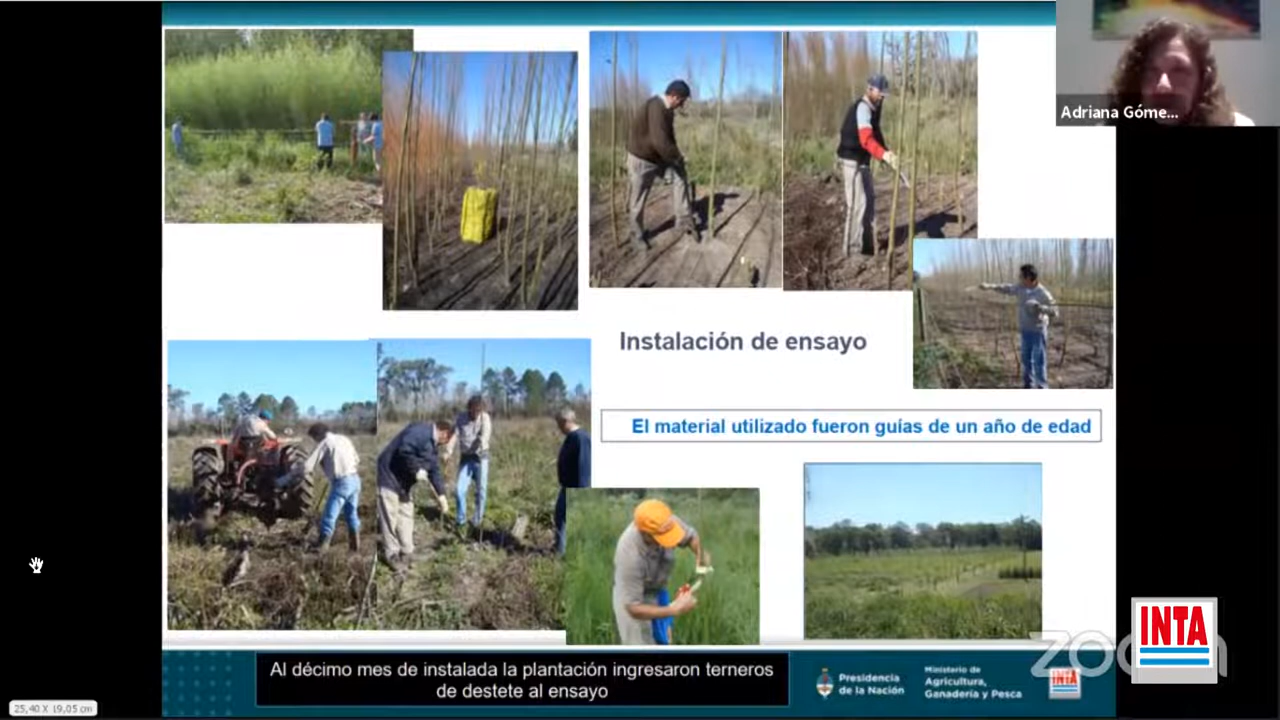 Adriana Góme...
Instalación de ensayo
El material utilizado fueron guías de un año de edad
Al décimo mes de instalada la plantación ingresaron terneros
de destete al ensayo
Presidencia
de la Nación
Ministerio de
Agricultura,
Ganadería y Pesca
INTA
zoom
INTA
25,40 X 19,05 cm